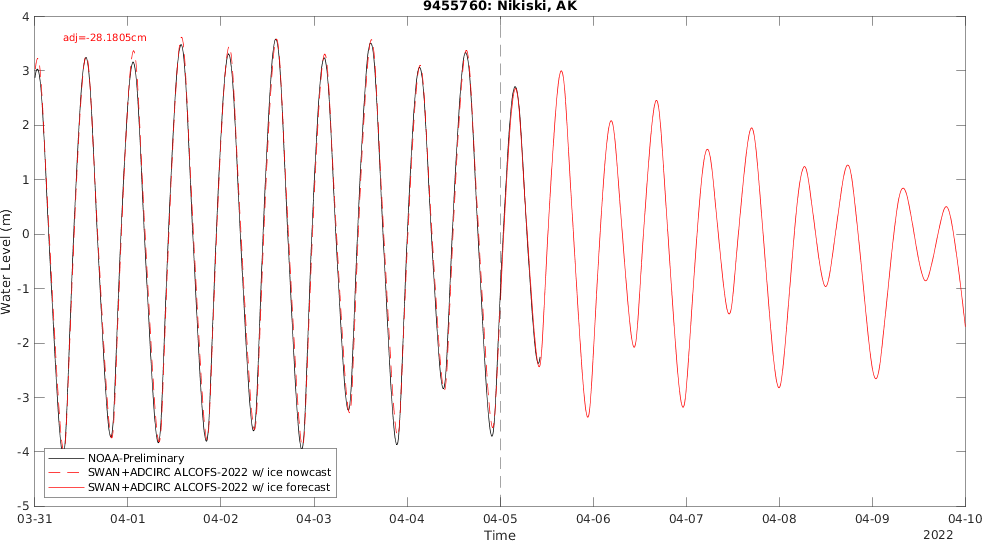 9455760: Nikiski, AK
adj=-28.1805cm
4
3
2
1
0
-1
-2
-3
-4
-5
Water Level (m)
NOAA-Preliminary
SWAN+ADCIRC ALCOFS-2022 w/ ice nowcast
SWAN+ADCIRC ALCOFS-2022 w/ ice forecast
03-31 04-01 04-02 04-03 04-04 04-05 04-06 04-07 04-08 04-09 04-10
Time
2022